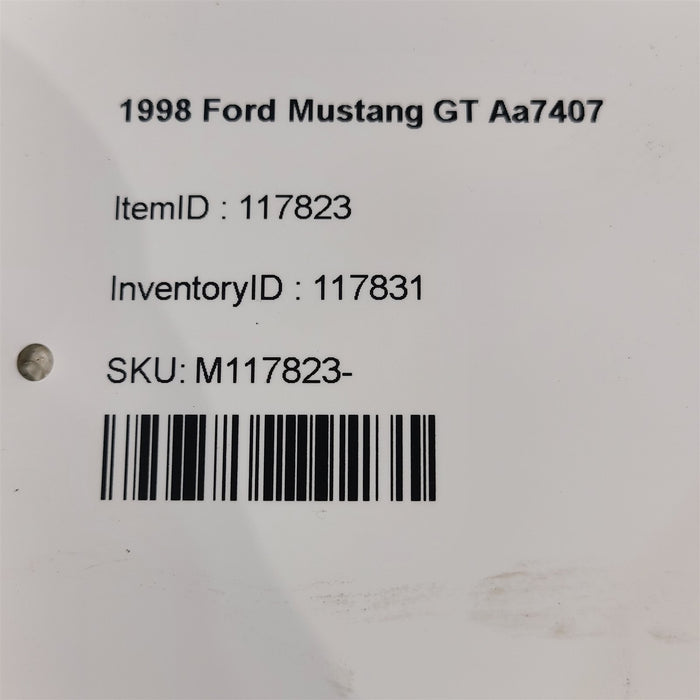 1998 Ford Mustang GT Aa7407
ItemID : 117823
InventoryID : 117831
SKU: M117823-